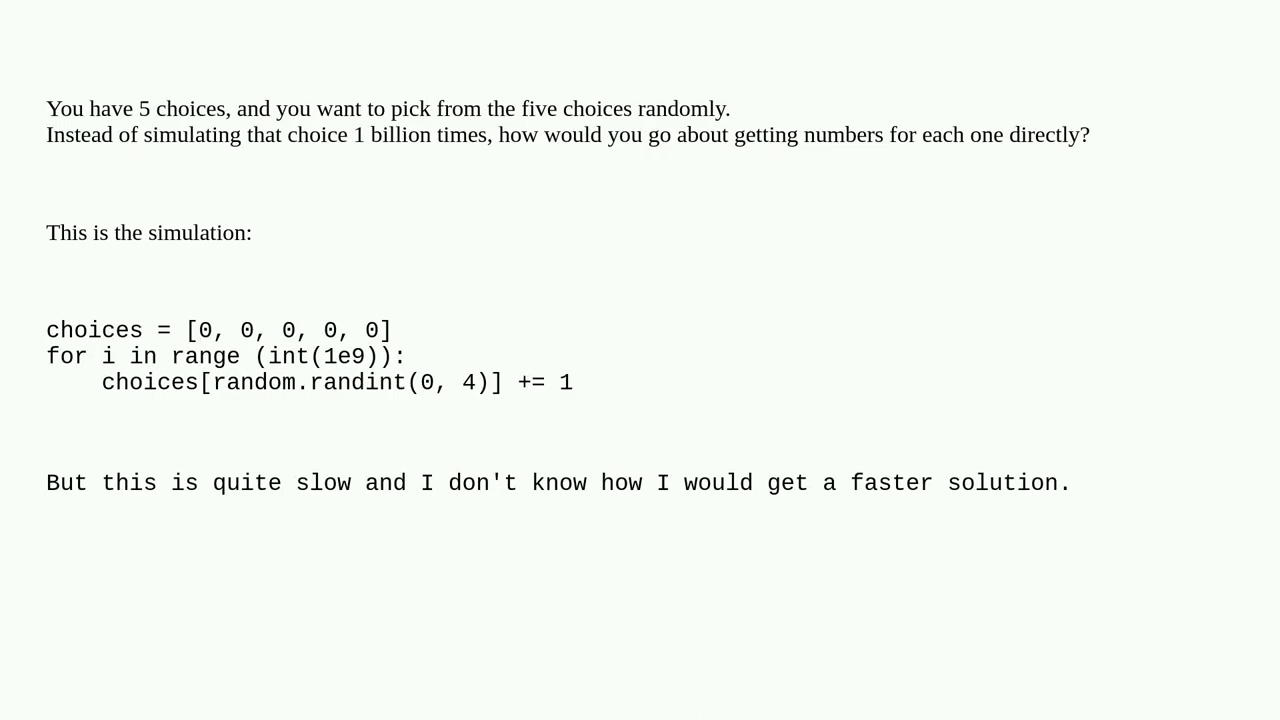 You have 5 choices, and you want to pick from the five choices randomly.
Instead of simulating that choice 1 billion times, how would you go about getting numbers for each one directly?
This is the simulation:
choices = [0, 0, 0, 0, 0]
for i in range (int(1e9)):
    choices[random.randint(0, 4)] += 1
But this is quite slow and I don't know how I would get a faster solution.